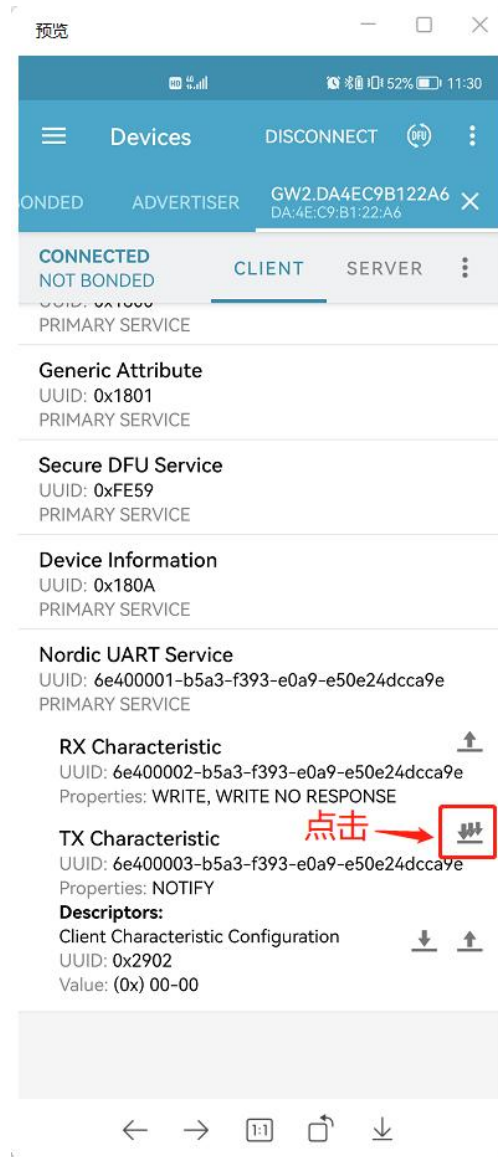 预览
HD 4G 52% 11:30
Devices DISCONNECT DFU
ONDED ADVERTISER GW2.DA4EC9B122A6
DA:4E:C9:B1:22:A6
CONNECTED
NOT BONDED CLIENT SERVER
UUID: 0x1800
PRIMARY SERVICE
Generic Attribute
UUID: 0x1801
PRIMARY SERVICE
Secure DFU Service
UUID: 0xFE59
PRIMARY SERVICE
Device Information
UUID: 0x180A
PRIMARY SERVICE
Nordic UART Service
UUID: 6e400001-b5a3-f393-e0a9-e50e24dcca9e
PRIMARY SERVICE
RX Characteristic
UUID: 6e400002-b5a3-f393-e0a9-e50e24dcca9e
Properties: WRITE, WRITE NO RESPONSE
点击
TX Characteristic
UUID: 6e400003-b5a3-f393-e0a9-e50e24dcca9e
Properties: NOTIFY
Descriptors:
Client Characteristic Configuration
UUID: 0x2902
Value: (0x) 00-00
1:1